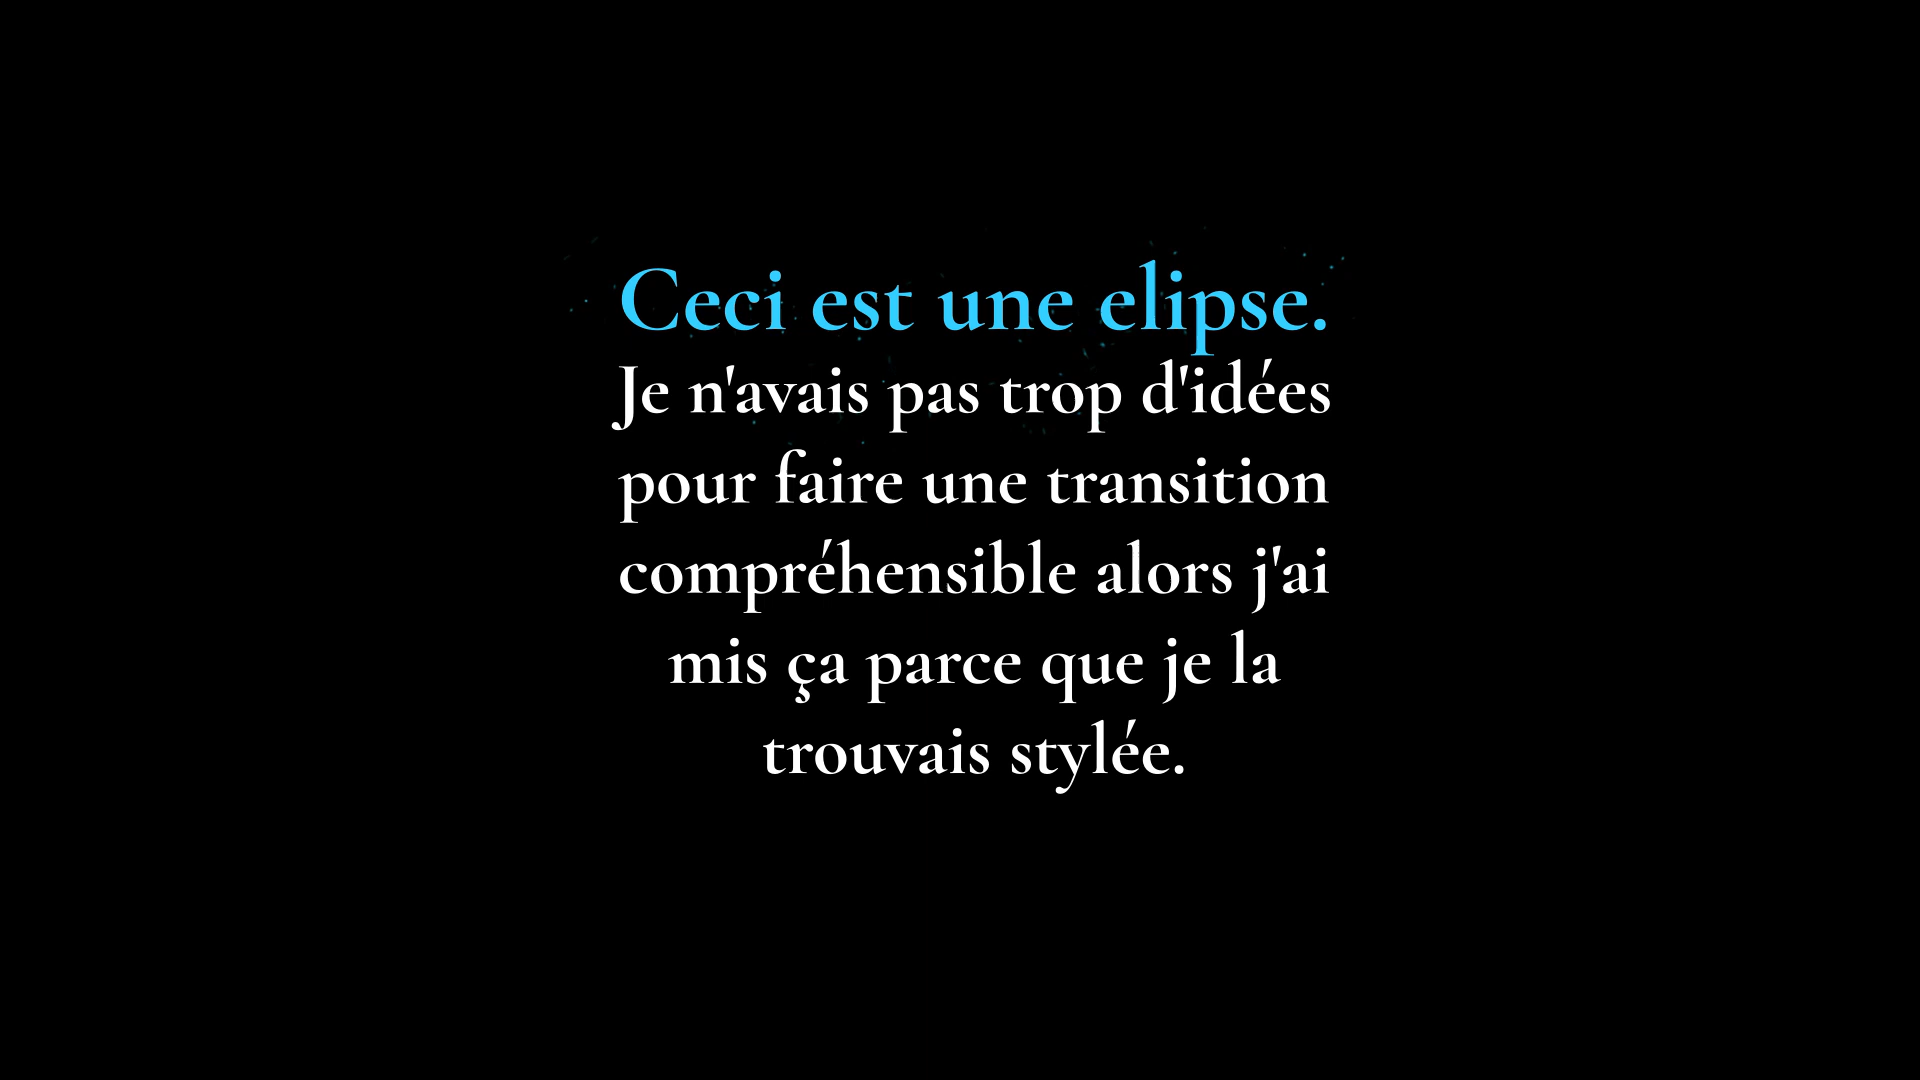 Ceci est une elipse.
Je n'avais pas trop d'idées
pour faire une transition
compréhensible alors j'ai
mis ça parce que je la
trouvais stylée.